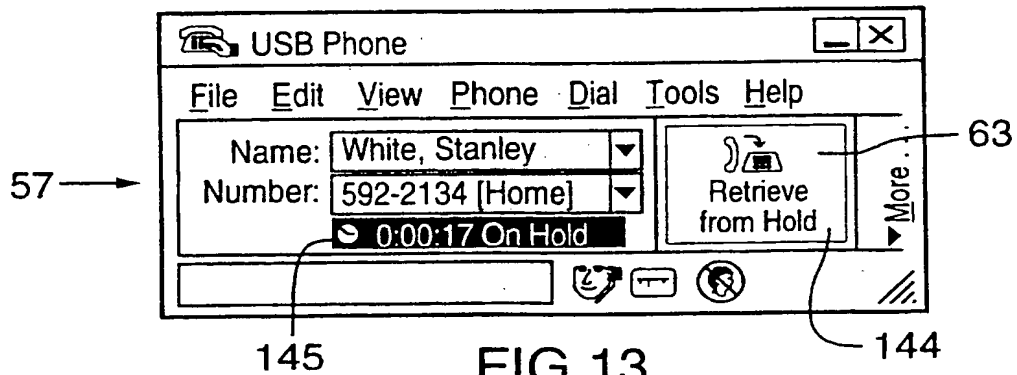 USB Phone
File Edit View Phone Dial Tools Help
Name: White, Stanley
Number: 592-2134 [Home]
0:00:17 On Hold
Retrieve
from Hold
More...
57
63
145
144
FIG 13